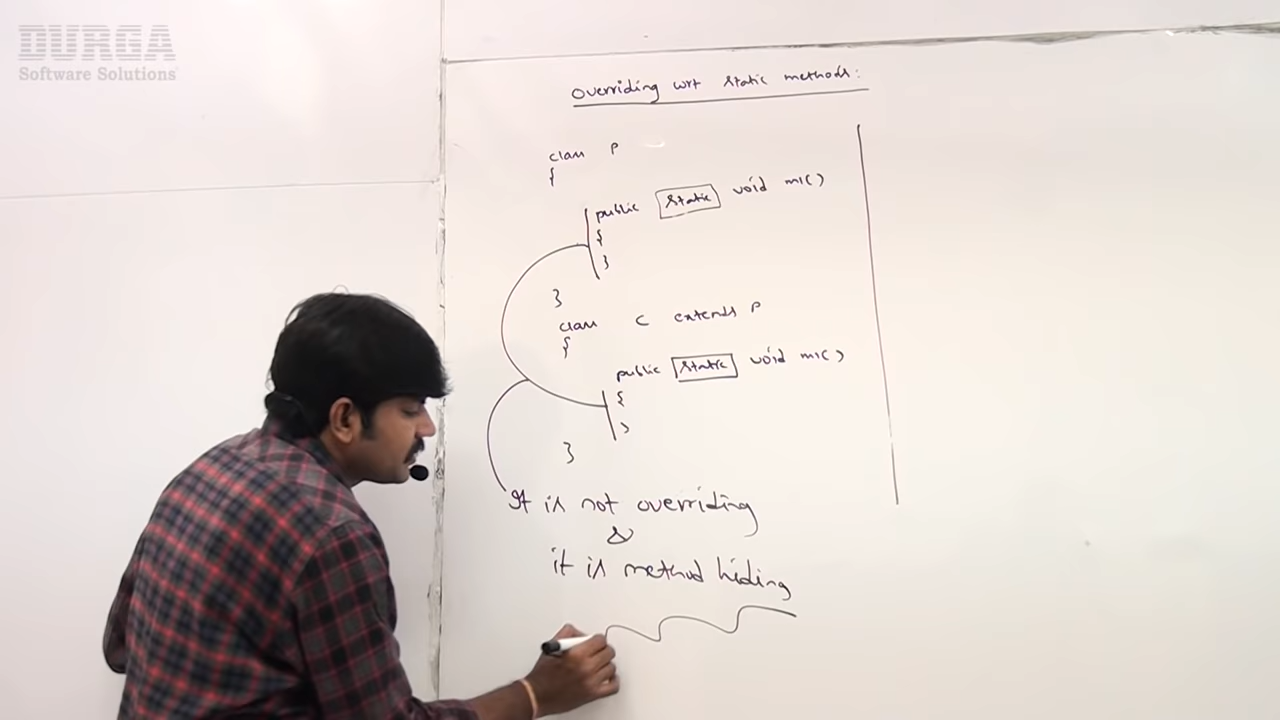 DURGA
Software Solutions
Overriding wrt static methods:
class P
{
public static void m1()
{
}
}
class C extends P
{
public static void m1()
{
}
}
It is not overriding
&
it is method hiding